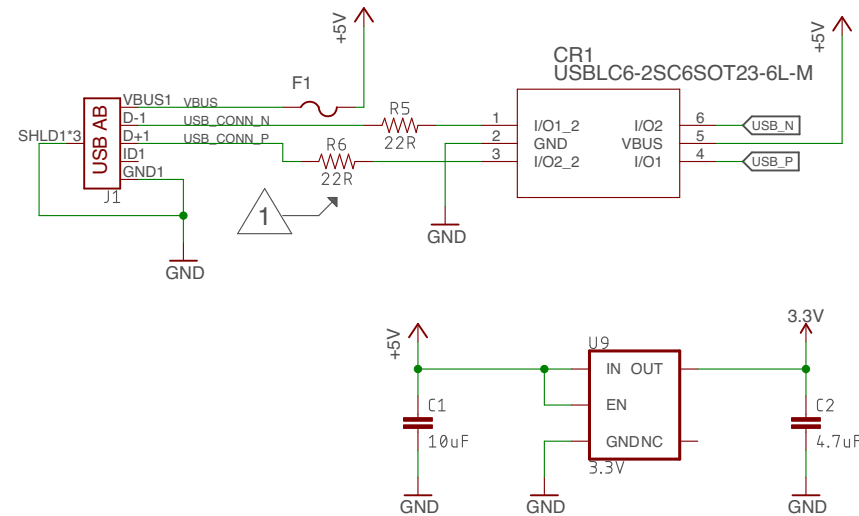 +5V
F1
VBUS1 VBUS
D-1 USB_CONN_N
D+1 USB_CONN_P
ID1
GND1
SHLD1*3
USB AB
J1
R5
22R
R6
22R
1
GND
CR1
USBLC6-2SC6SOT23-6L-M
1 I/O1_2 I/O2 6 USB_N
2 GND VBUS 5
3 I/O2_2 I/O1 4 USB_P
+5V
GND
+5V
U9
IN OUT
EN
GND NC
3.3V
3.3V
C1
10uF
C2
4.7uF
GND
GND
GND